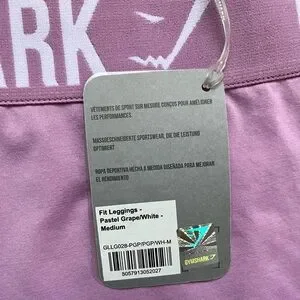 ARK
VÊTEMENTS DE SPORT SUR MESURE CONÇUS POUR AMÉLIORER
LES PERFORMANCES
MASSGESCHNEIDERTE SPORTSWEAR, DIE DIE LEISTUNG
OPTIMIERT
ROPA DEPORTIVA HECHA A MEDIDA DISEÑADA PARA MEJORAR
EL RENDIMIENTO
Fit Leggings -
Pastel Grape/White -
Medium
GLLG028-PGP/PGP/WH-M
5057913052027
GYMSHARK